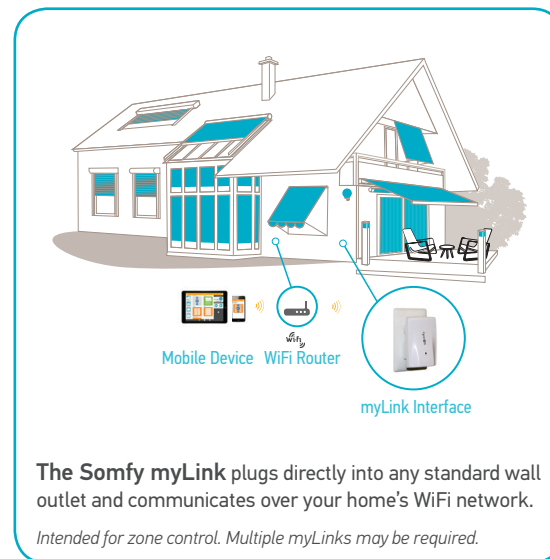 wifi
Mobile Device WiFi Router
myLink Interface
The Somfy myLink plugs directly into any standard wall
outlet and communicates over your home's WiFi network.
Intended for zone control. Multiple myLinks may be required.